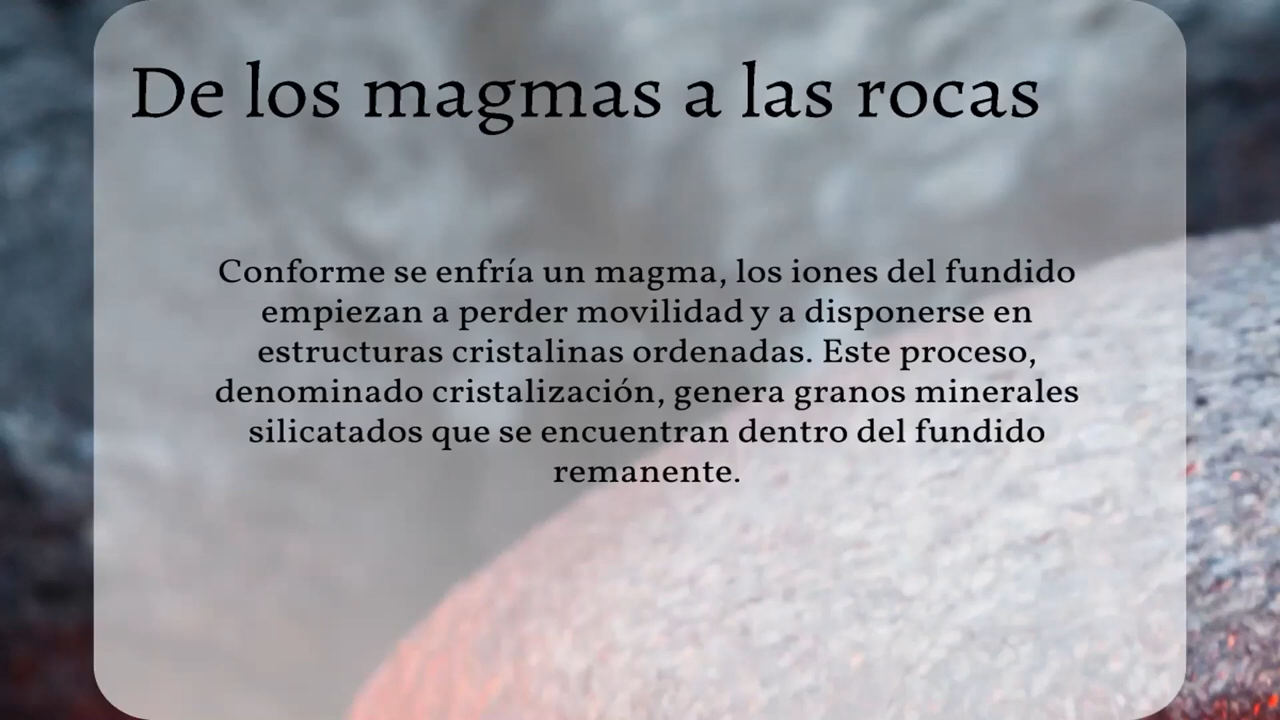 De los magmas a las rocas
Conforme se enfría un magma, los iones del fundido
empiezan a perder movilidad y a disponerse en
estructuras cristalinas ordenadas. Este proceso,
denominado cristalización, genera granos minerales
silicatados que se encuentran dentro del fundido
remanente.